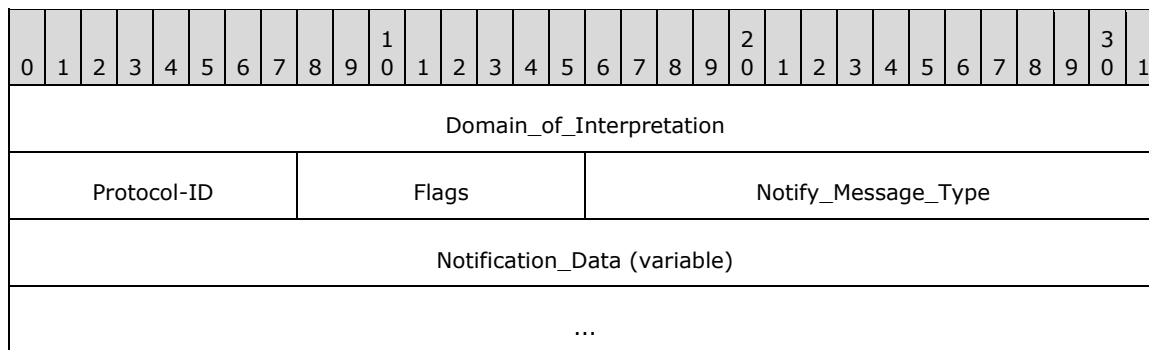 1 2 3
0 1 2 3 4 5 6 7 8 9 0 1 2 3 4 5 6 7 8 9 0 1 2 3 4 5 6 7 8 9 0 1
Domain_of_Interpretation
Protocol-ID Flags Notify_Message_Type
Notification_Data (variable)
...